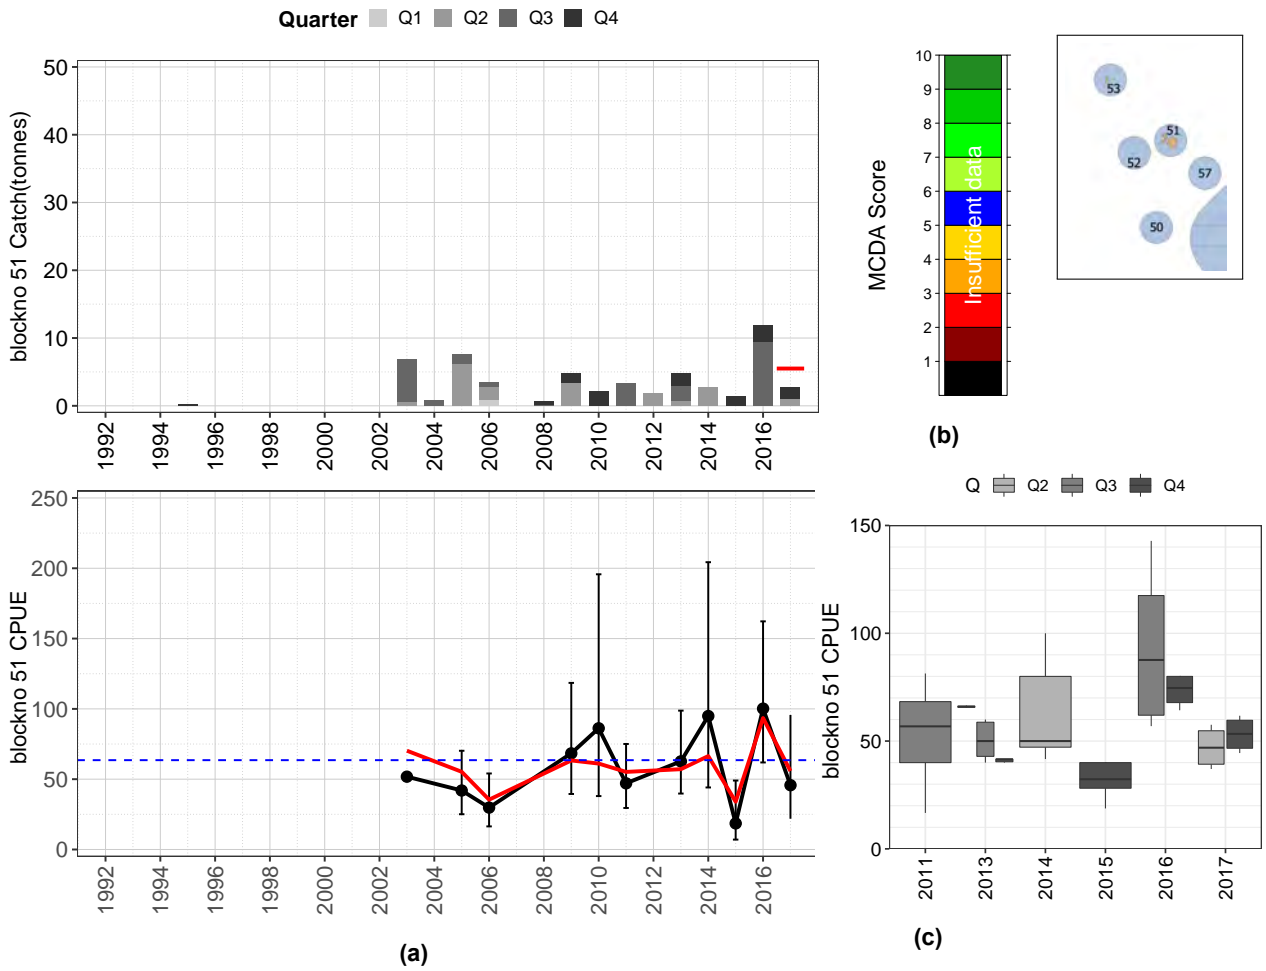 Quarter Q1 Q2 Q3 Q4
blockno 51 Catch(tonnes)
50
40
30
20
10
0
1992 1994 1996 1998 2000 2002 2004 2006 2008 2010 2012 2014 2016
blockno 51 CPUE
250
200
150
100
50
0
1992 1994 1996 1998 2000 2002 2004 2006 2008 2010 2012 2014 2016
(a)
MCDA Score
10
9
8
7
6
5
4
3
2
1
Insufficient data
53
51
52
57
50
(b)
Q Q2 Q3 Q4
blockno 51 CPUE
150
100
50
0
2011 2013 2014 2015 2016 2017
(c)